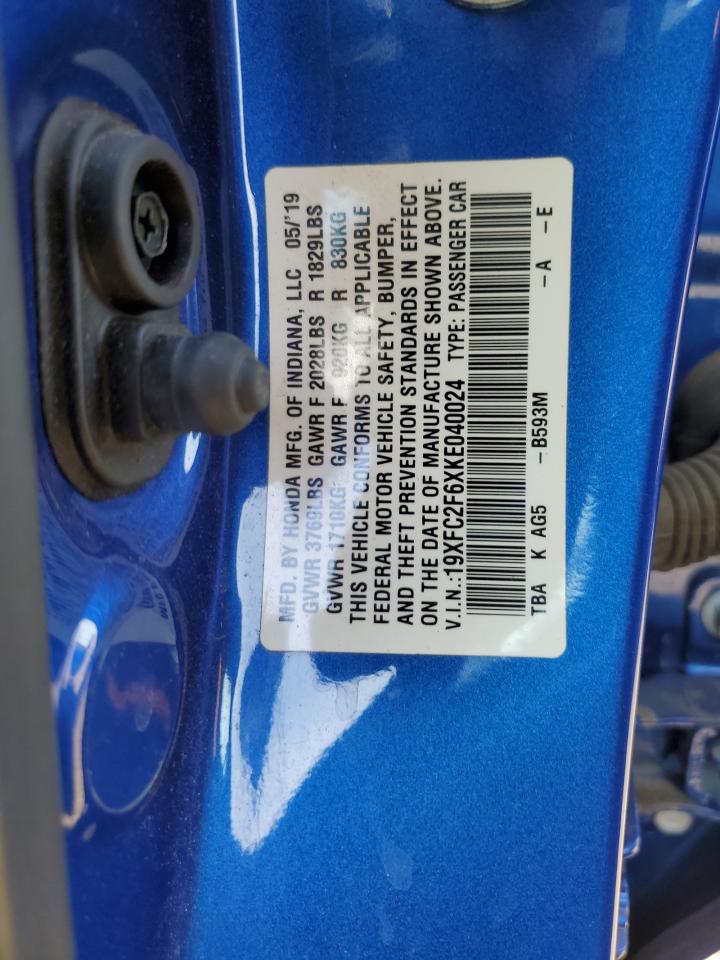 MFD. BY HONDA MFG. OF INDIANA, LLC 05/'19
GVWR 3769LBS GAWR F 2028LBS R 1829LBS
GVWR 1710KG GAWR F 920KG R 830KG
THIS VEHICLE CONFORMS TO ALL APPLICABLE
FEDERAL MOTOR VEHICLE SAFETY, BUMPER,
AND THEFT PREVENTION STANDARDS IN EFFECT
ON THE DATE OF MANUFACTURE SHOWN ABOVE.
V.I.N.:19XFC2F6XKE040024 TYPE: PASSENGER CAR
TBA K AG5 -B593M -A -E